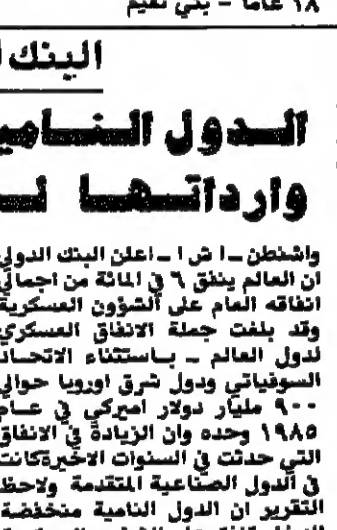 ١٨ عاما - بني نعيم
البنك
الدول النامي
وارداتها
واشنطن - ا ش ا - اعلن البنك الدولي
ان العالم ينفق ٦ في المائة من اجمالي
انفاقه العام على الشؤون العسكرية
وقد بلغت جملة الانفاق العسكري
لدول العالم - باستثناء الاتحاد
السوفياتي ودول شرق اوروبا حوالي
٩٠٠ مليار دولار اميركي في عام
١٩٨٥ وحده وان الزيادة في الانفاق
التي حدثت في السنوات الاخيرة كانت
في الدول الصناعية المتقدمة ولاحظ
التقرير ان الدول النامية منخفضة